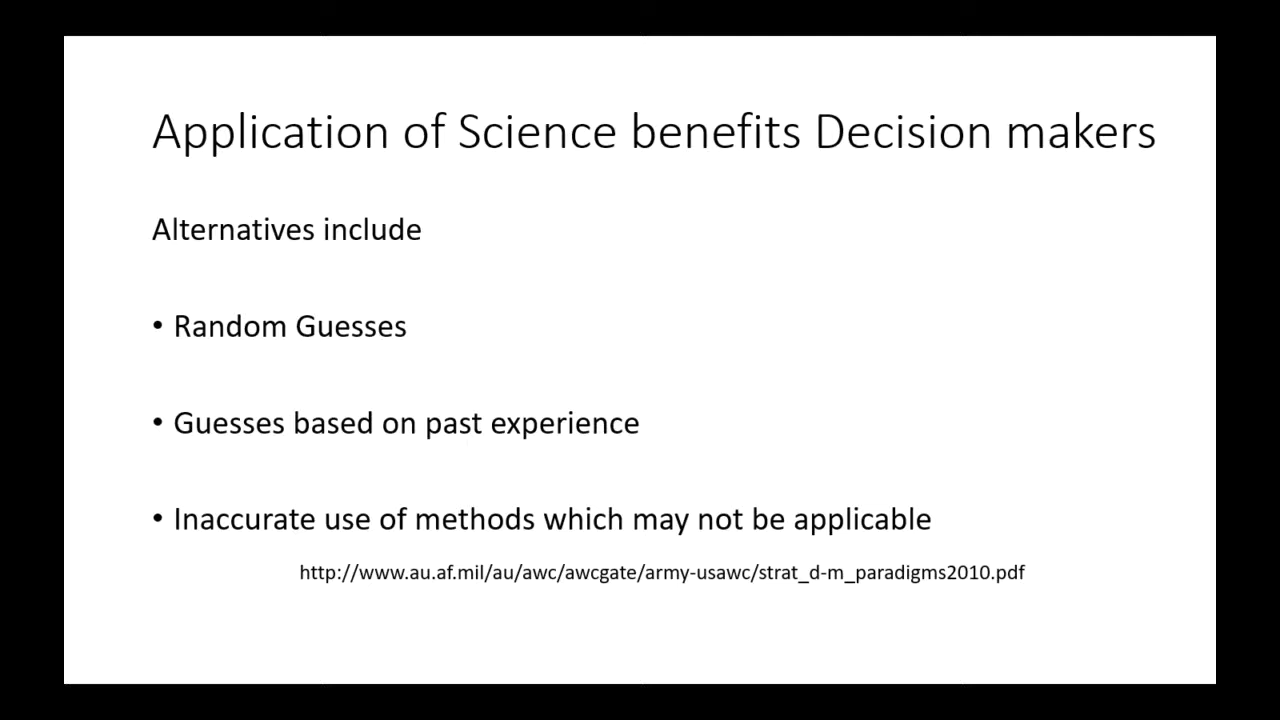 Application of Science benefits Decision makers
Alternatives include
• Random Guesses
• Guesses based on past experience
• Inaccurate use of methods which may not be applicable
http://www.au.af.mil/au/awc/awcgate/army-usawc/strat_d-m_paradigms2010.pdf